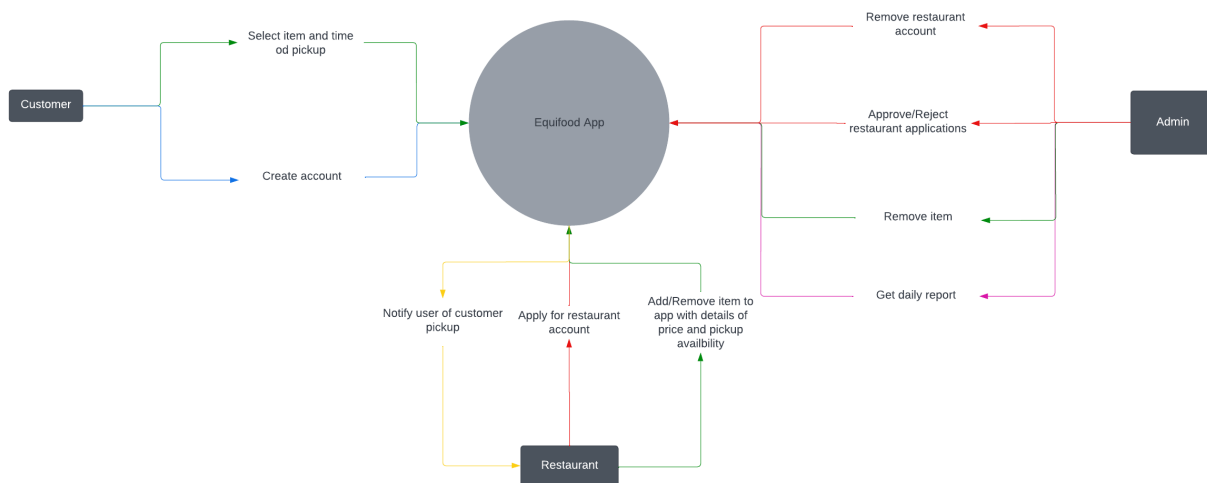 Customer
Select item and time
od pickup
Create account
Equifood App
Remove restaurant
account
Approve/Reject
restaurant applications
Remove item
Get daily report
Admin
Notify user of customer
pickup
Apply for restaurant
account
Add/Remove item to
app with details of
price and pickup
availbility
Restaurant